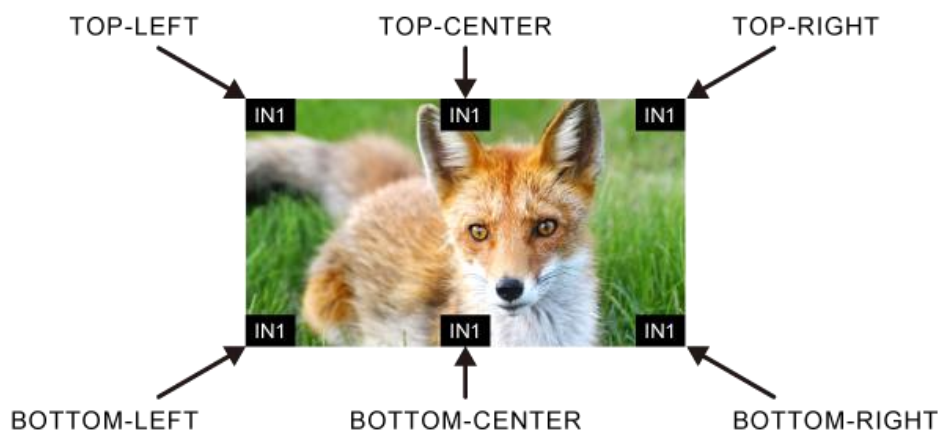 TOP-LEFT TOP-CENTER TOP-RIGHT
IN1 IN1 IN1
IN1 IN1 IN1
BOTTOM-LEFT BOTTOM-CENTER BOTTOM-RIGHT